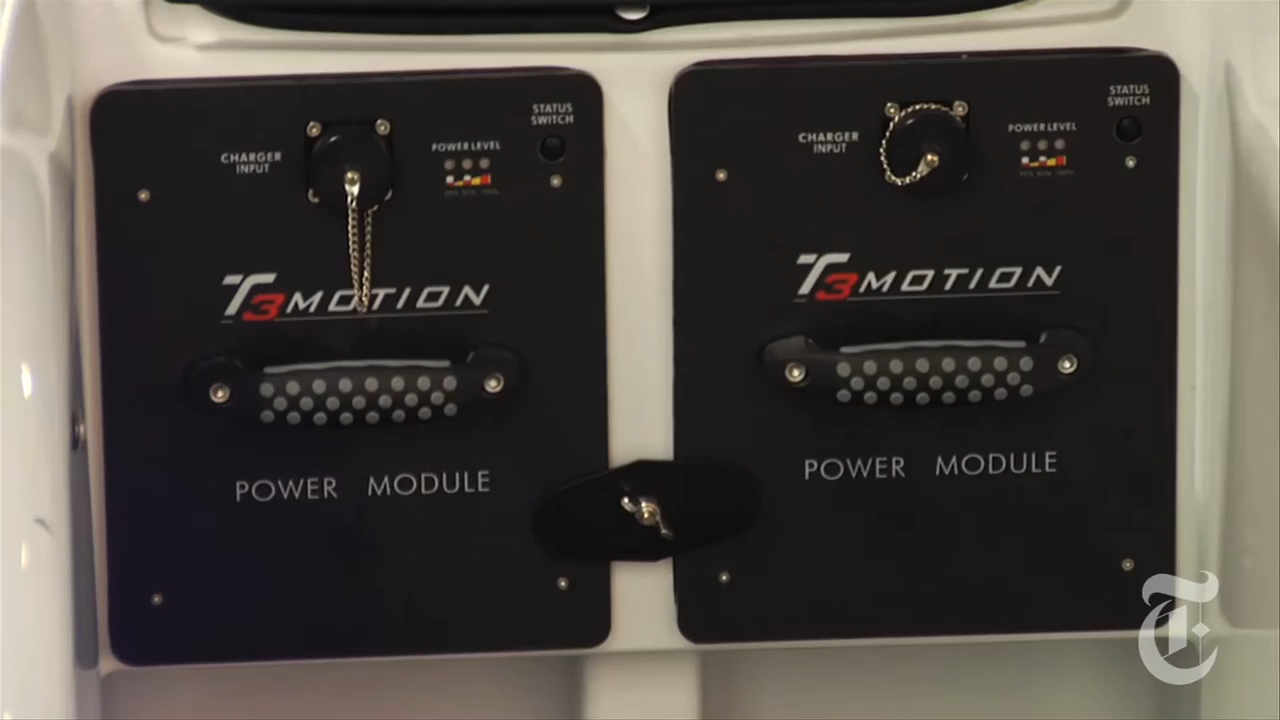 CHARGER
INPUT
POWER LEVEL
STATUS
SWITCH
T3MOTION
POWER MODULE
CHARGER
INPUT
POWER LEVEL
STATUS
SWITCH
T3MOTION
POWER MODULE
T